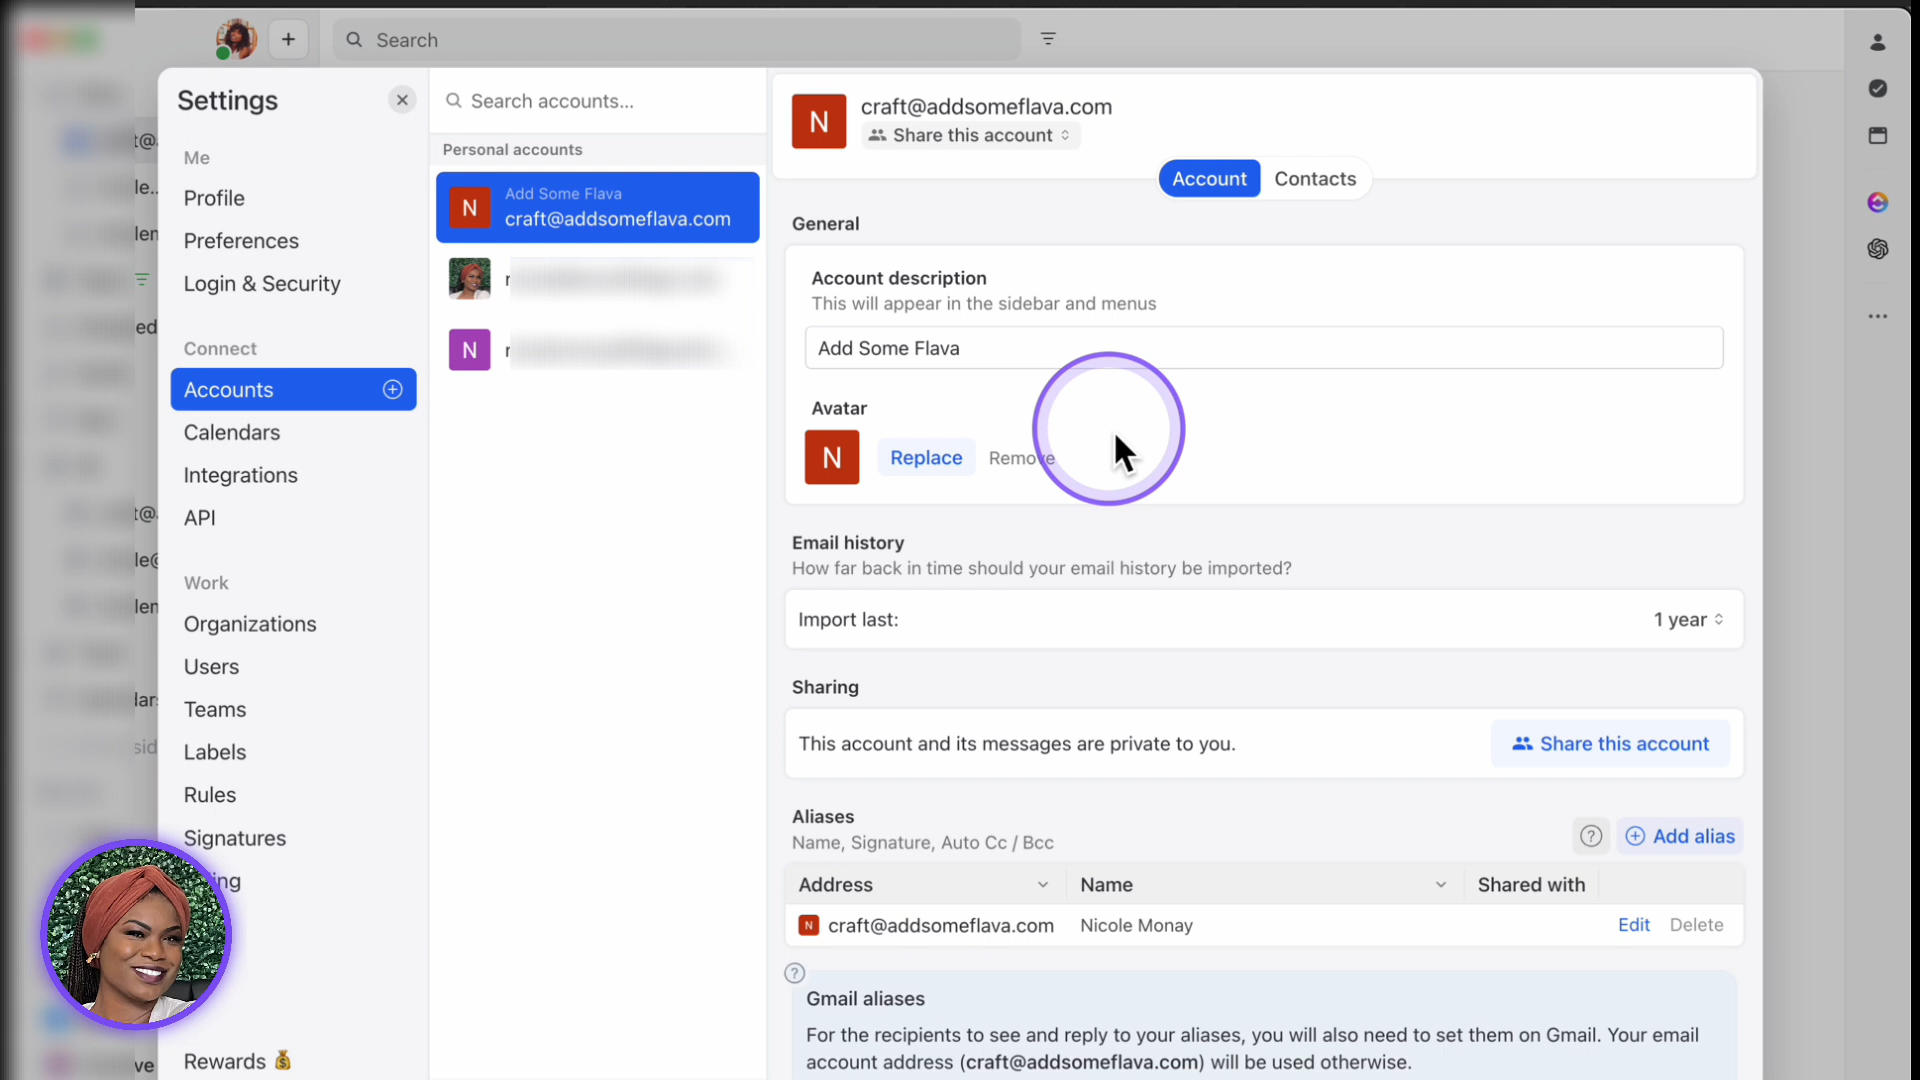 Search
Settings
Me
Profile
Preferences
Login & Security
Connect
Accounts
Calendars
Integrations
API
Work
Organizations
Users
Teams
Labels
Rules
Signatures
Rewards
Search accounts...
Personal accounts
N
Add Some Flava
craft@addsomeflava.com
N
N
craft@addsomeflava.com
Share this account
Account
Contacts
General
Account description
This will appear in the sidebar and menus
Add Some Flava
Avatar
N
Replace
Remove
Email history
How far back in time should your email history be imported?
Import last:
1 year
Sharing
This account and its messages are private to you.
Share this account
Aliases
Name, Signature, Auto Cc / Bcc
?
Add alias
Address
Name
Shared with
N
craft@addsomeflava.com
Nicole Monay
Edit
Delete
?
Gmail aliases
For the recipients to see and reply to your aliases, you will also need to set them on Gmail. Your email
account address (craft@addsomeflava.com) will be used otherwise.